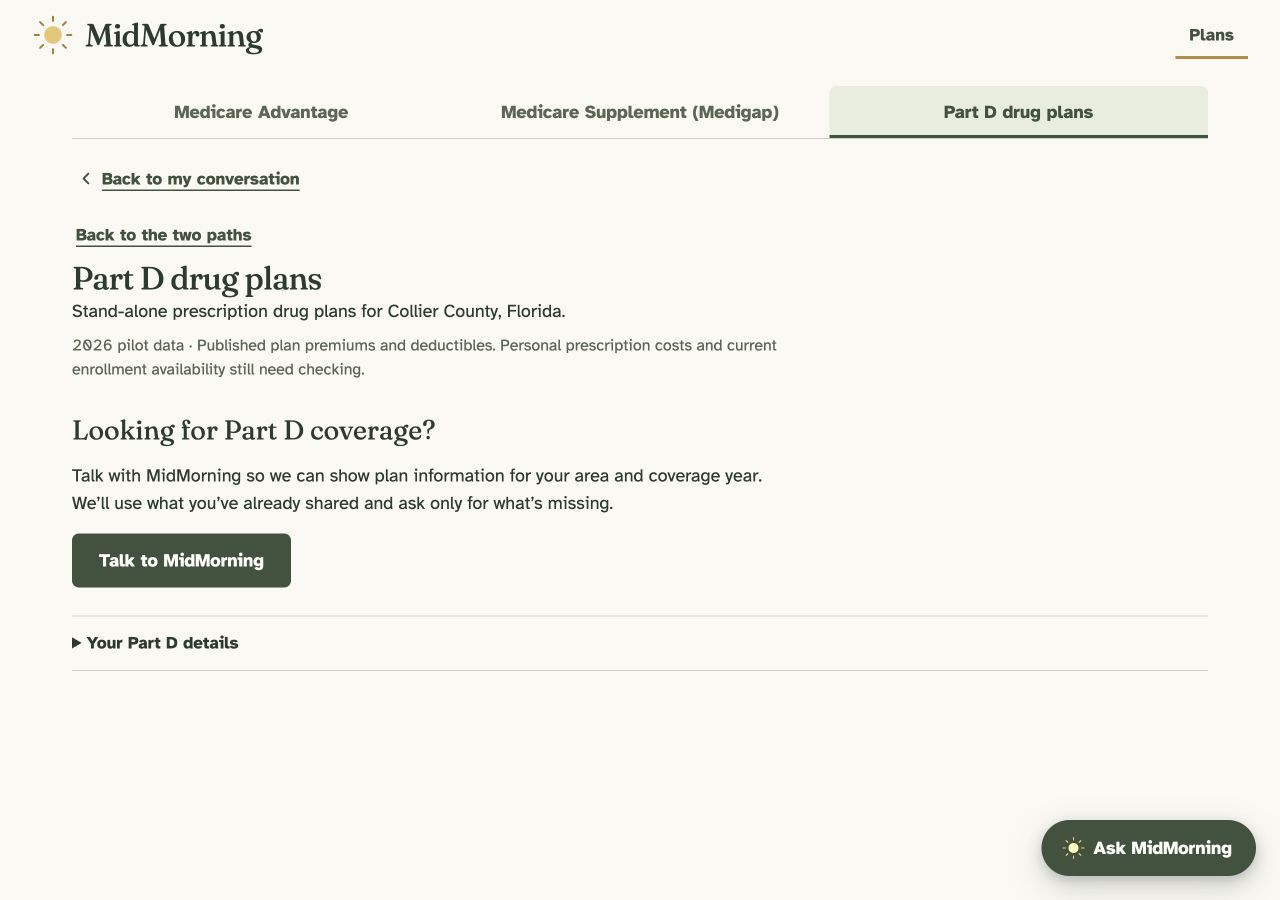 MidMorning
Plans
Medicare Advantage
Medicare Supplement (Medigap)
Part D drug plans
Back to my conversation
Back to the two paths
Part D drug plans
Stand-alone prescription drug plans for Collier County, Florida.
2026 pilot data · Published plan premiums and deductibles. Personal prescription costs and current
enrollment availability still need checking.
Looking for Part D coverage?
Talk with MidMorning so we can show plan information for your area and coverage year.
We’ll use what you’ve already shared and ask only for what’s missing.
Talk to MidMorning
Your Part D details
Ask MidMorning